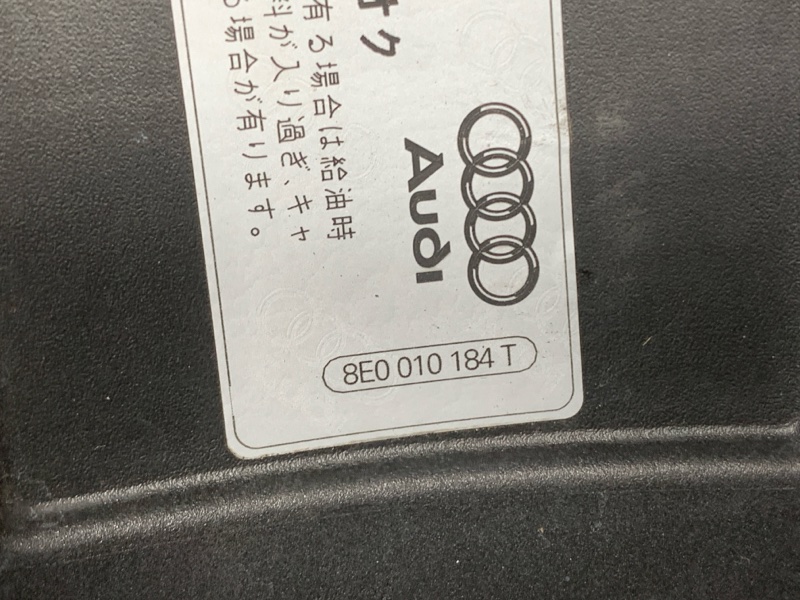 Audi
ク
有る場合は給油時
料が入り過ぎ、キャ
る場合が有ります。
8E0 010 184 T